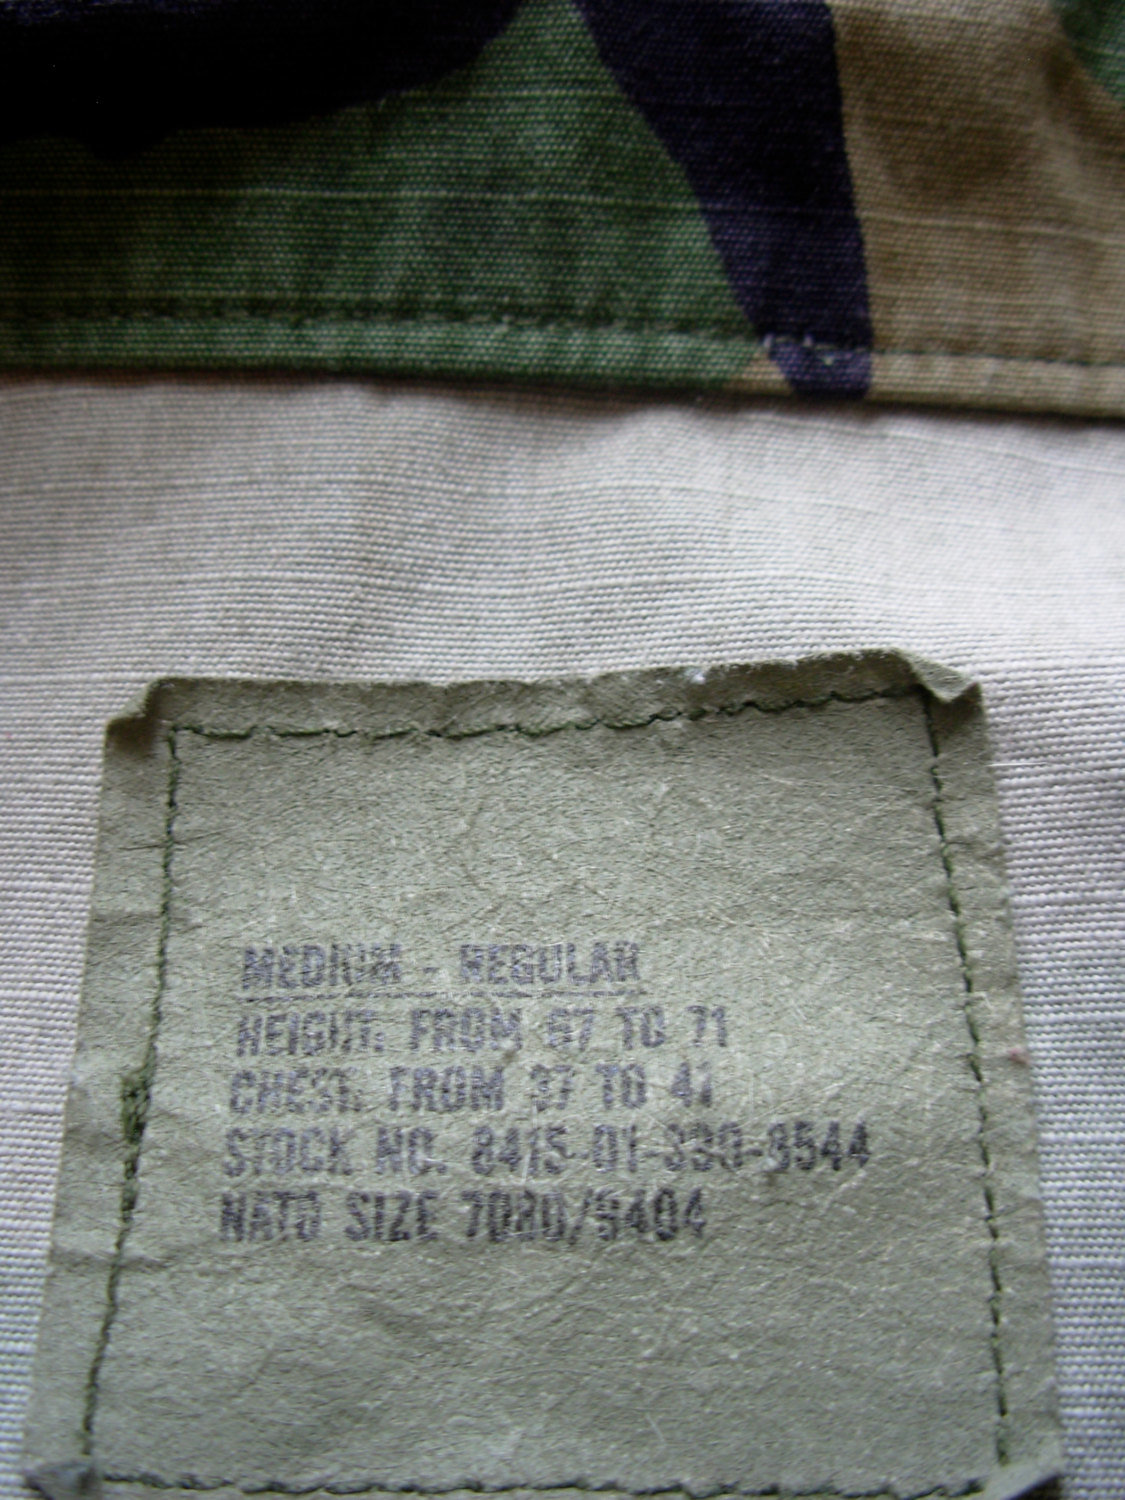 MEDIUM - REGULAR
HEIGHT: FROM 67 TO 71
CHEST: FROM 37 TO 41
STOCK NO. 8415-01-390-8544
NATO SIZE 7080/9404